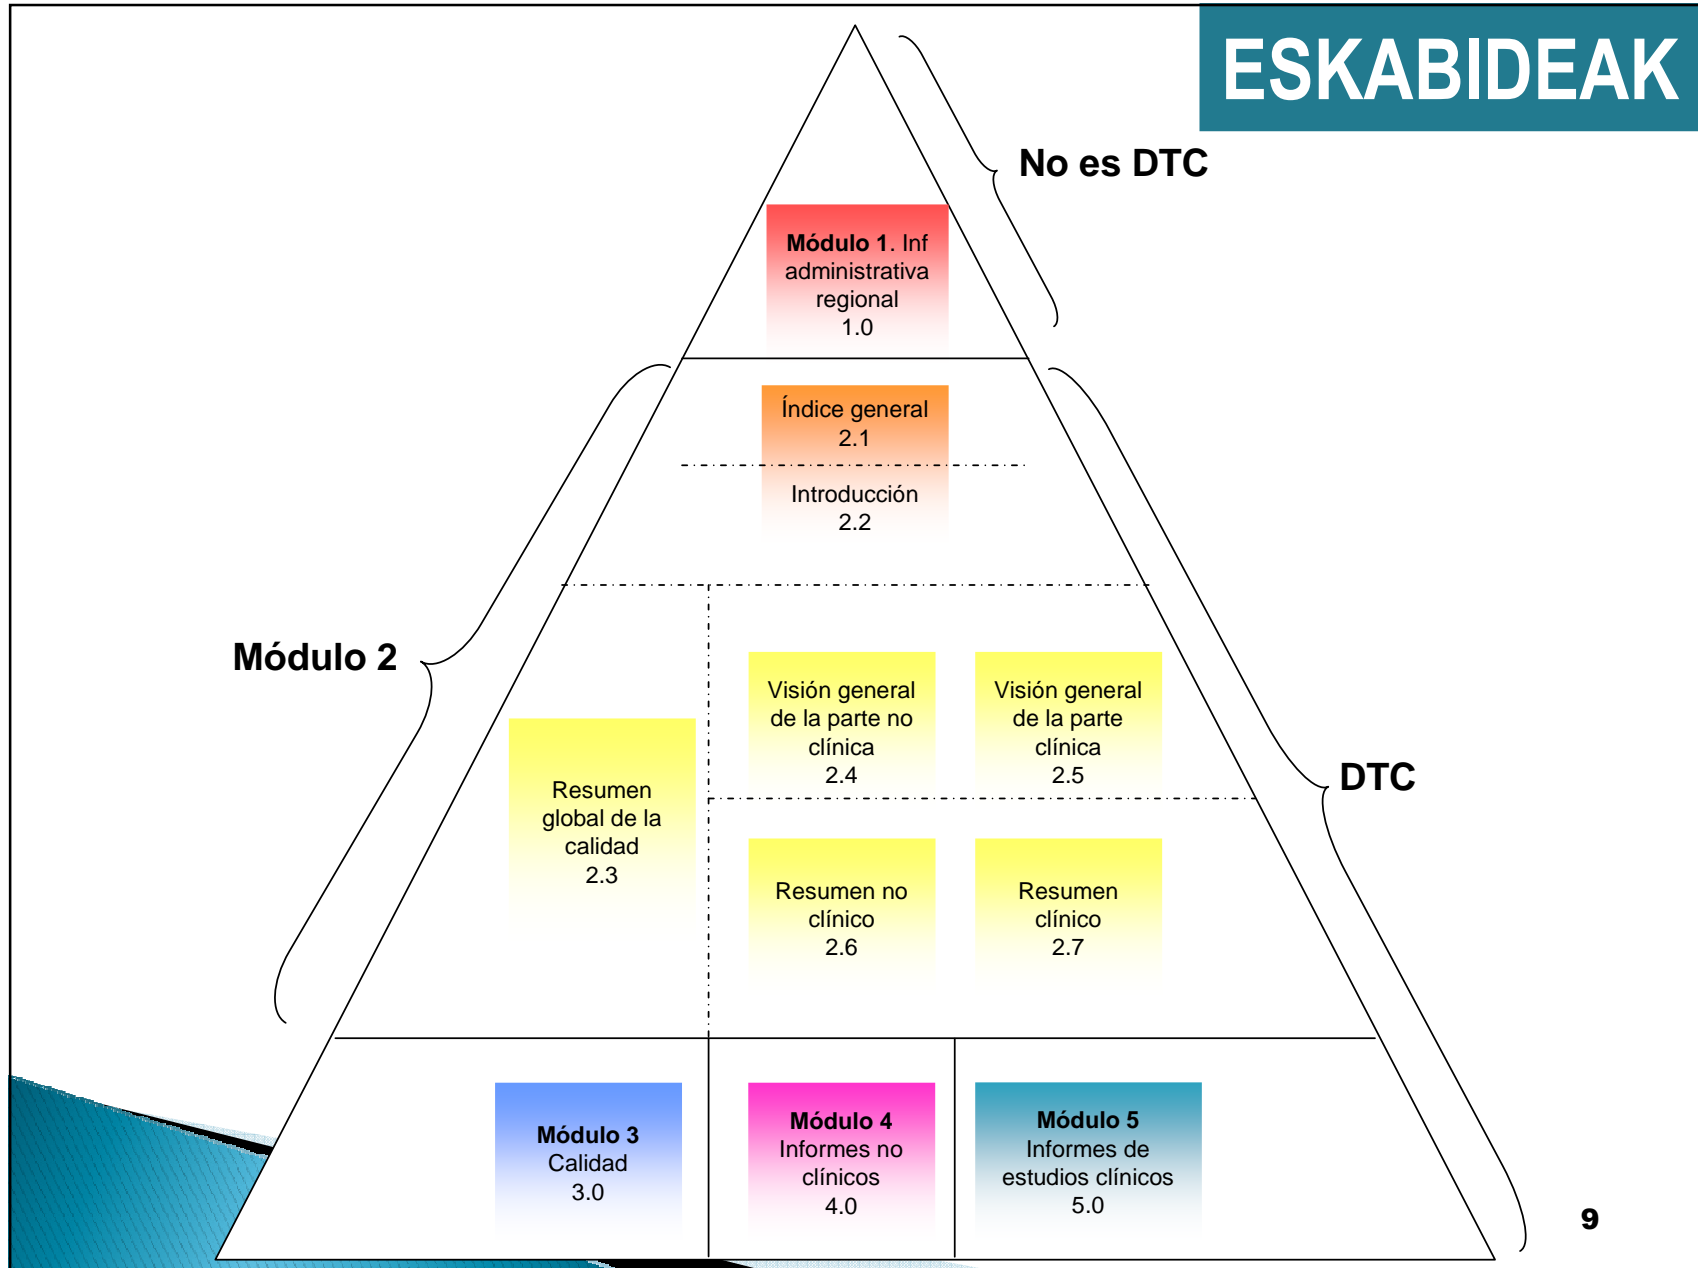 ESKABIDEAK
No es DTC
Módulo 1. Inf
administrativa
regional
1.0
Índice general
2.1
Introducción
2.2
Módulo 2
Visión general
de la parte no
clínica
2.4
Visión general
de la parte
clínica
2.5
DTC
Resumen
global de la
calidad
2.3
Resumen no
clínico
2.6
Resumen
clínico
2.7
Módulo 3
Calidad
3.0
Módulo 4
Informes no
clínicos
4.0
Módulo 5
Informes de
estudios clínicos
5.0
9